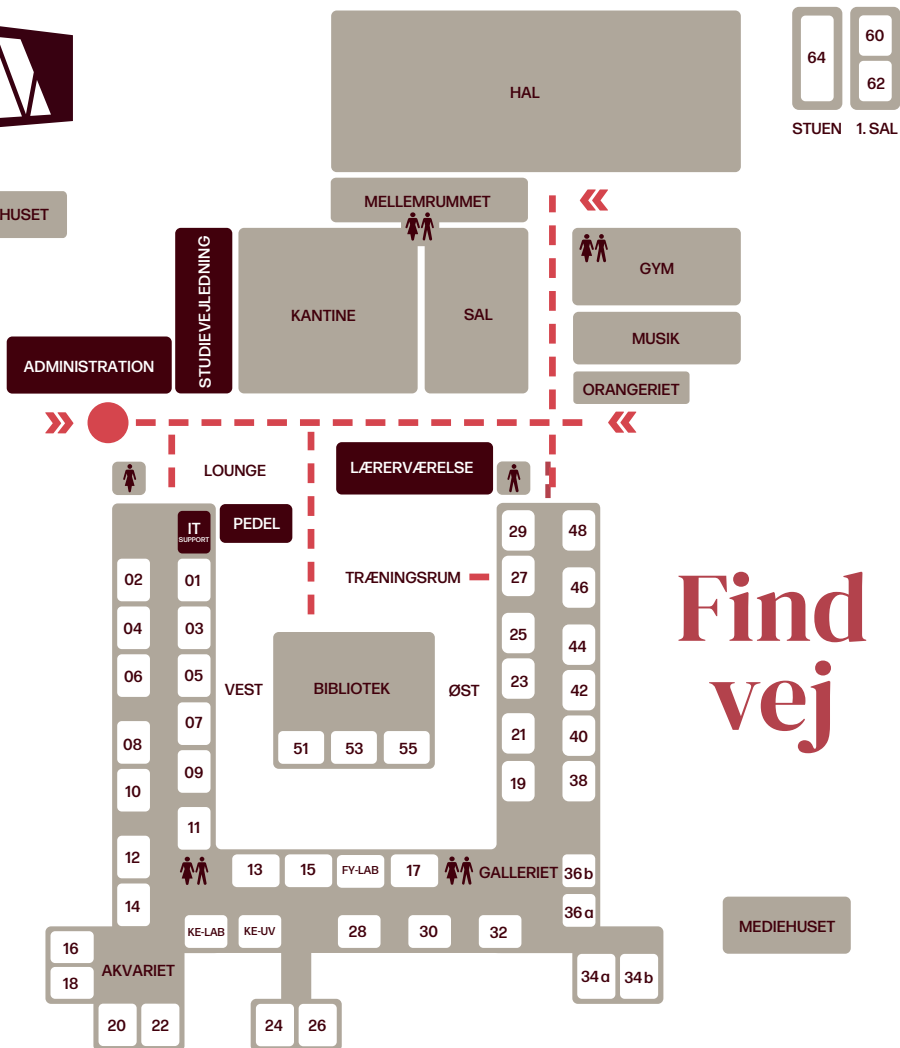 HAL
64
60
62
STUEN
1. SAL
HUSET
MELLEMRUMMET
STUDIEVEJLEDNING
KANTINE
SAL
GYM
MUSIK
ORANGERIET
ADMINISTRATION
LOUNGE
LÆRERVÆRELSE
IT
SUPPORT
PEDEL
TRÆNINGSRUM
02
04
06
08
10
12
14
01
03
05
07
09
11
VEST
BIBLIOTEK
ØST
51
53
55
29
27
25
23
21
19
48
46
44
42
40
38
36b
36a
Find
vej
13
15
FY-LAB
17
GALLERIET
KE-LAB
KE-UV
28
30
32
16
18
AKVARIET
20
22
24
26
34a
34b
MEDIEHUSET